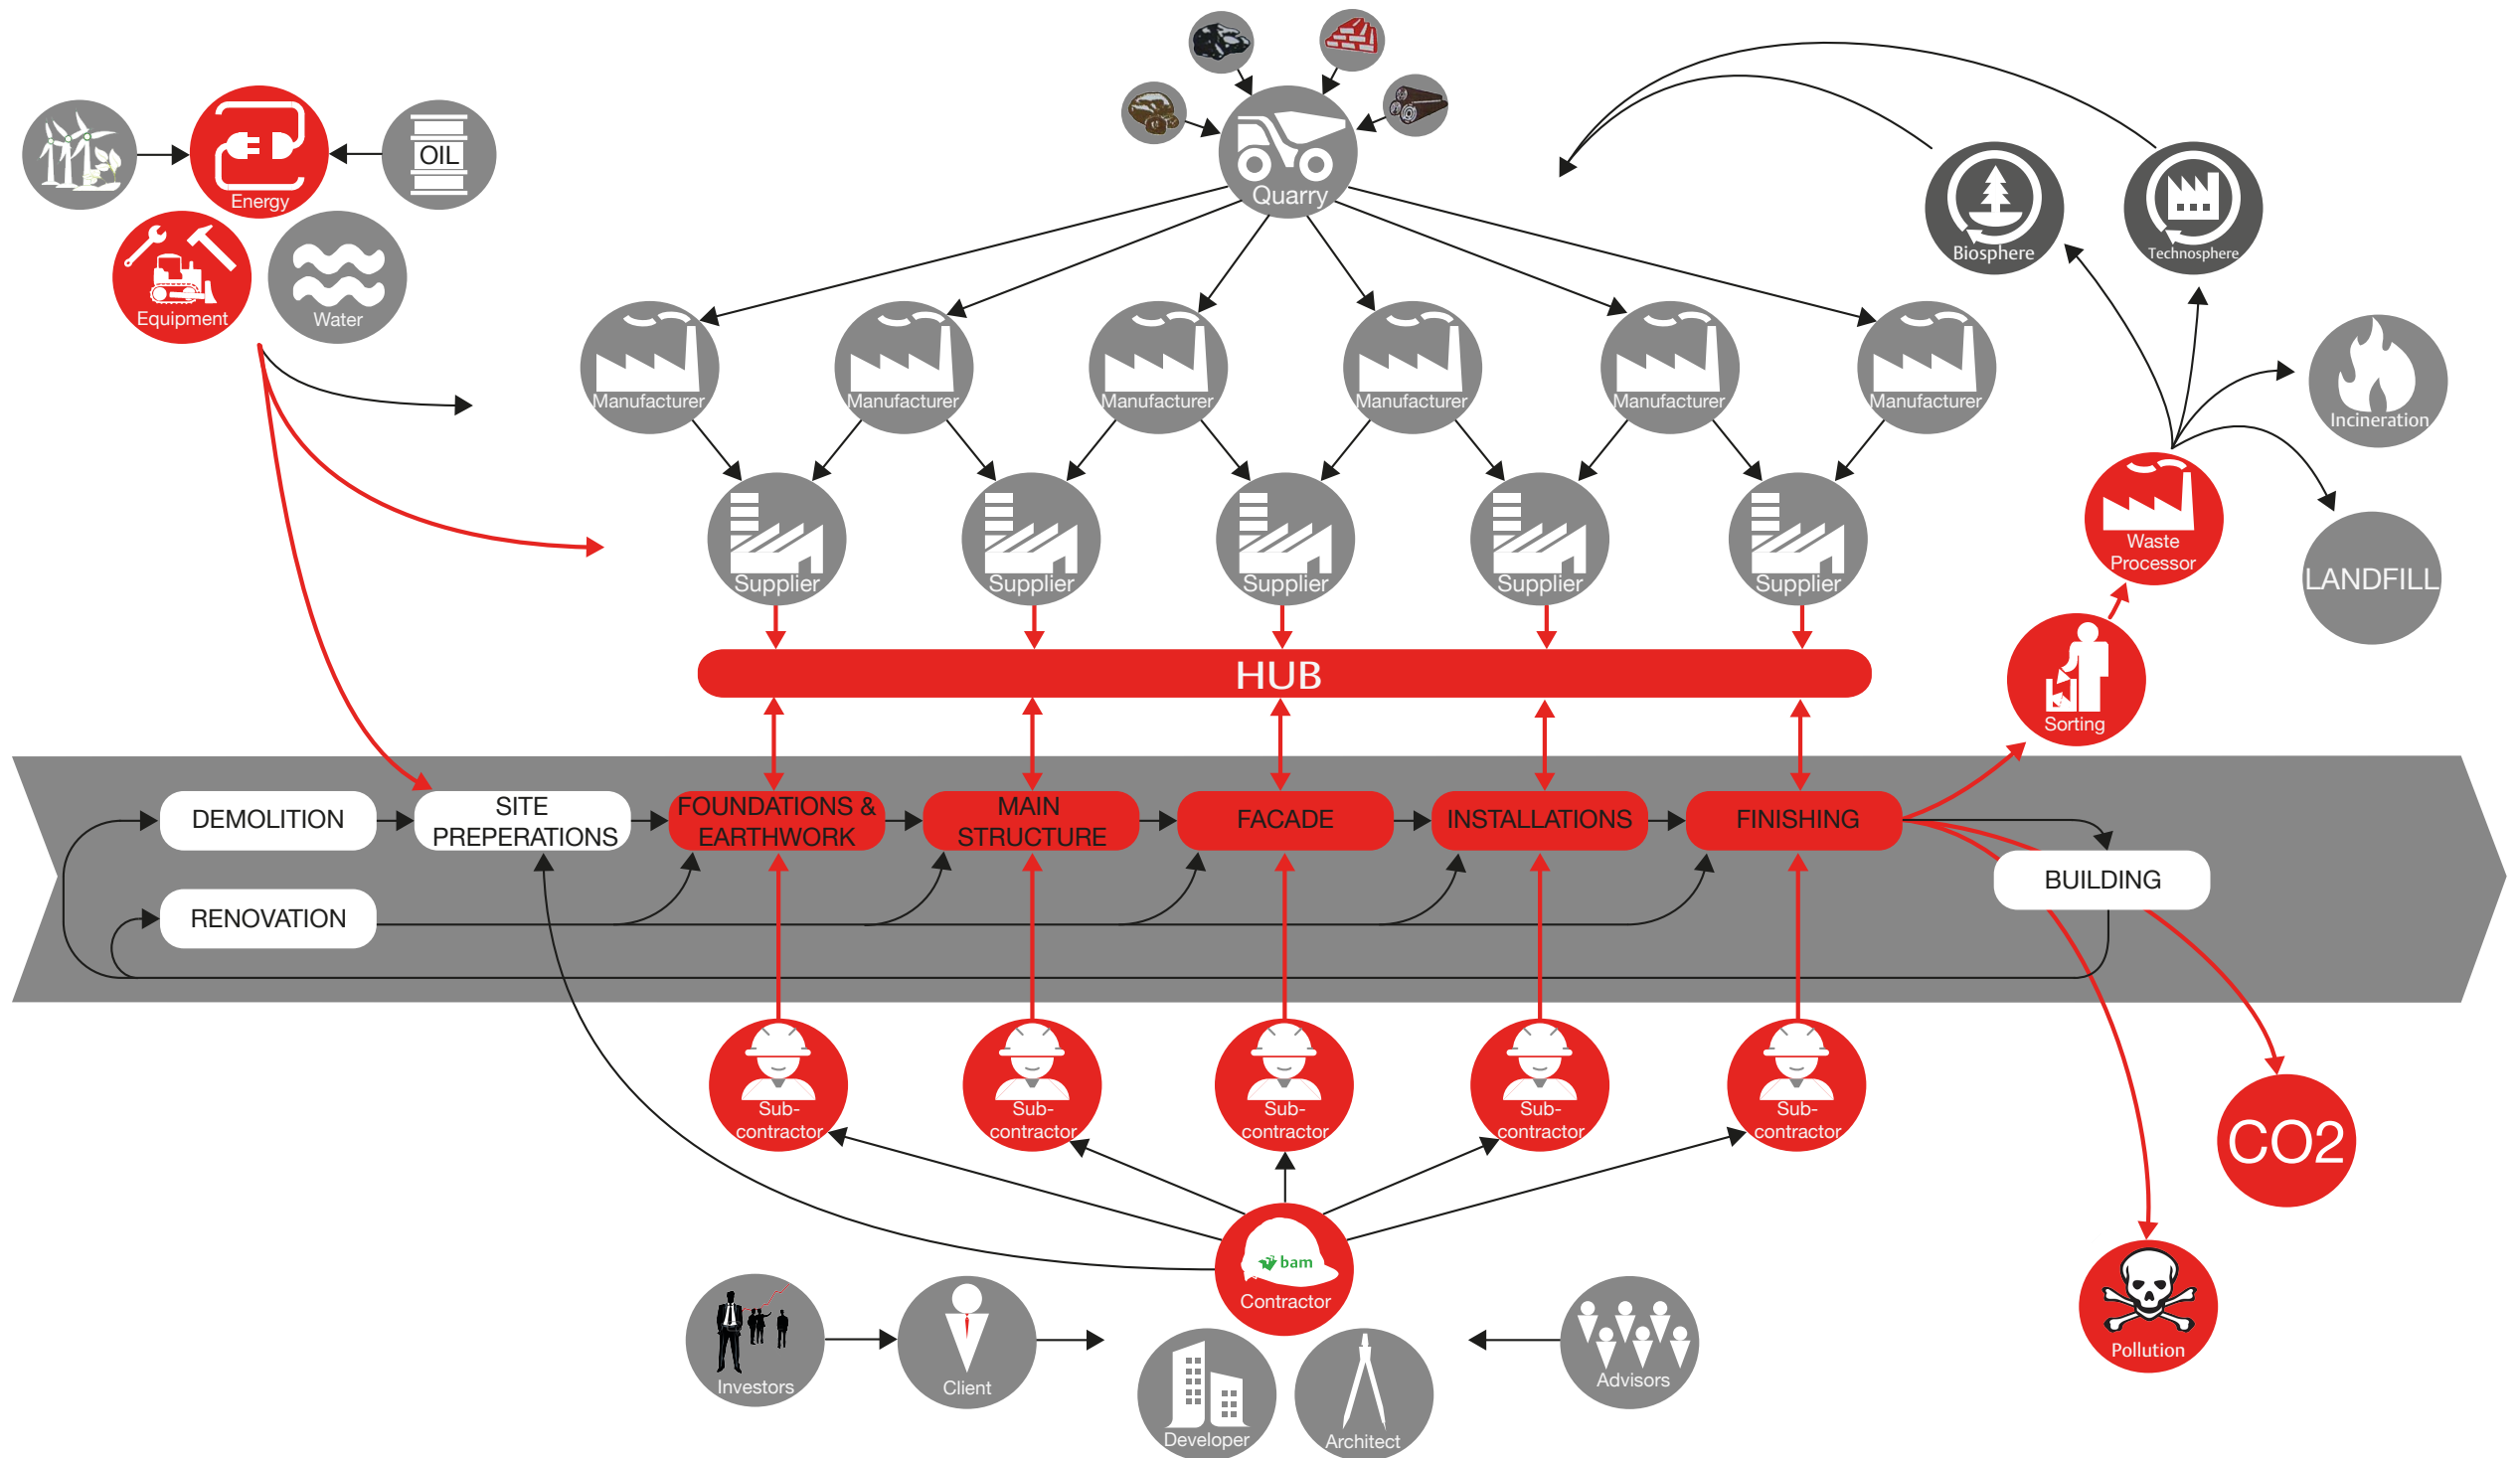 OIL
Energy
Quarry
Equipment
Water
Biosphere
Technosphere
Manufacturer
Manufacturer
Manufacturer
Manufacturer
Manufacturer
Manufacturer
Incineration
Supplier
Supplier
Supplier
Supplier
Supplier
Waste
Processor
LANDFILL
HUB
Sorting
DEMOLITION
SITE
PREPERATIONS
FOUNDATIONS &
EARTHWORK
MAIN
STRUCTURE
FACADE
INSTALLATIONS
FINISHING
BUILDING
RENOVATION
Sub-
contractor
Sub-
contractor
Sub-
contractor
Sub-
contractor
Sub-
contractor
CO2
bam
Contractor
Investors
Client
Developer
Architect
Advisors
Pollution